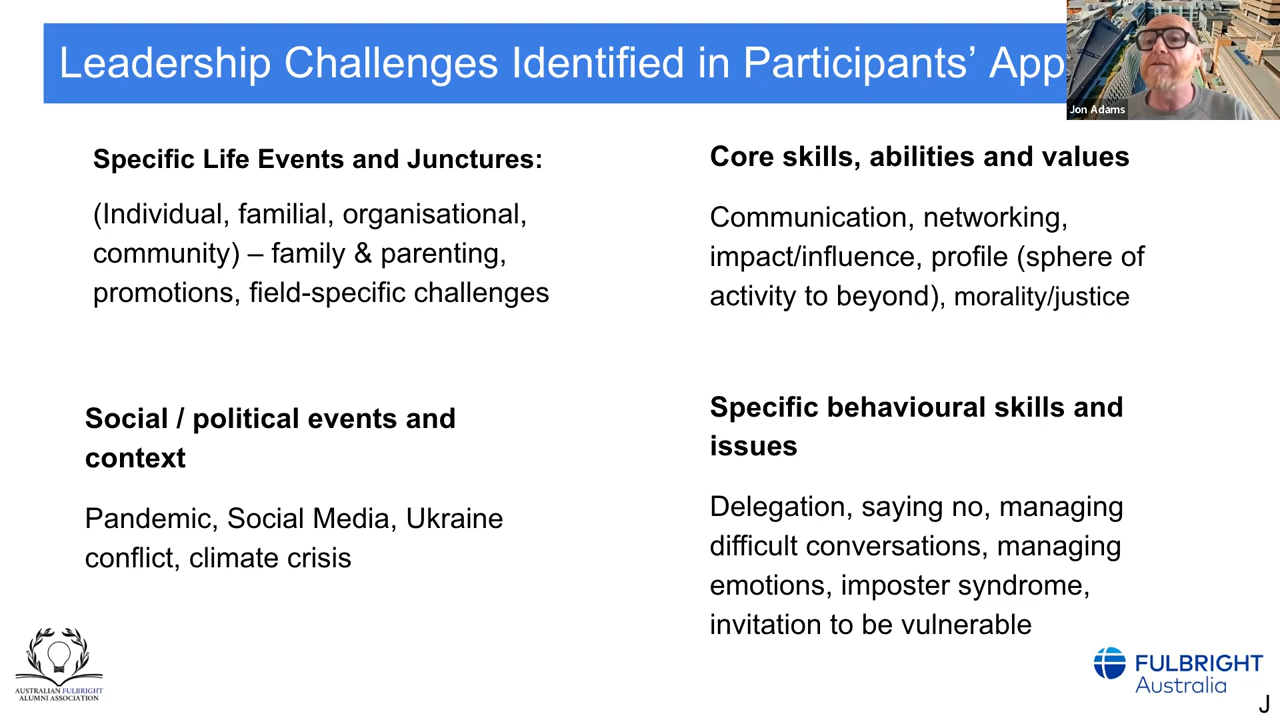 Leadership Challenges Identified in Participants’ App
Jon Adams
Specific Life Events and Junctures:
(Individual, familial, organisational,
community) – family & parenting,
promotions, field-specific challenges
Core skills, abilities and values
Communication, networking,
impact/influence, profile (sphere of
activity to beyond), morality/justice
Social / political events and
context
Pandemic, Social Media, Ukraine
conflict, climate crisis
Specific behavioural skills and
issues
Delegation, saying no, managing
difficult conversations, managing
emotions, imposter syndrome,
invitation to be vulnerable
AUSTRALIAN FULBRIGHT
ALUMNI ASSOCIATION
FULBRIGHT
Australia
J